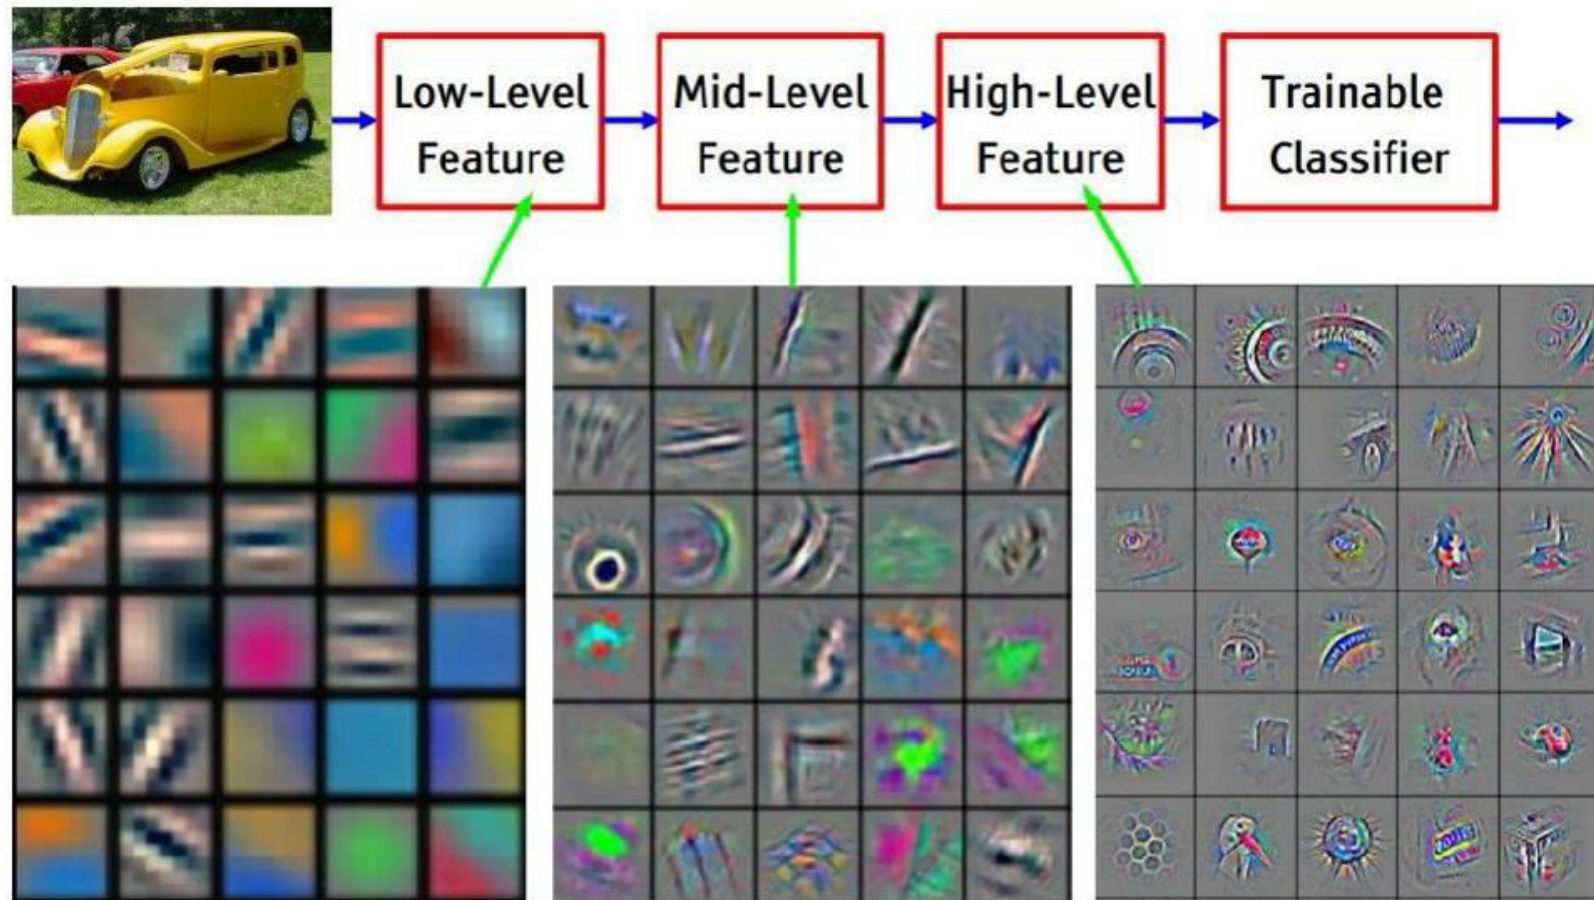 Low-Level
Feature
Mid-Level
Feature
High-Level
Feature
Trainable
Classifier